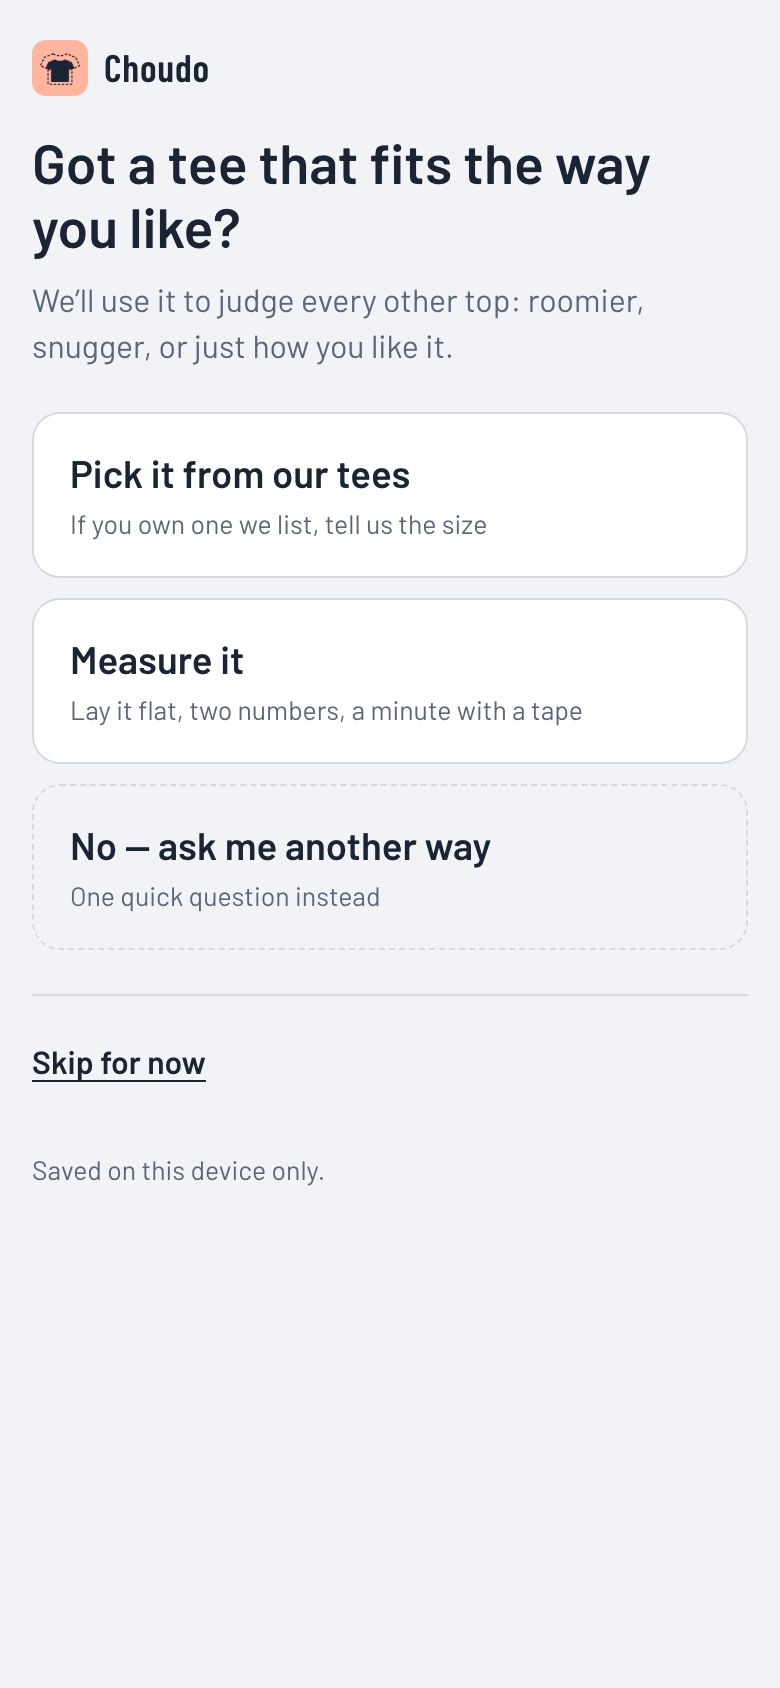 Choudo
Got a tee that fits the way
you like?
We’ll use it to judge every other top: roomier,
snugger, or just how you like it.
Pick it from our tees
If you own one we list, tell us the size
Measure it
Lay it flat, two numbers, a minute with a tape
No — ask me another way
One quick question instead
Skip for now
Saved on this device only.